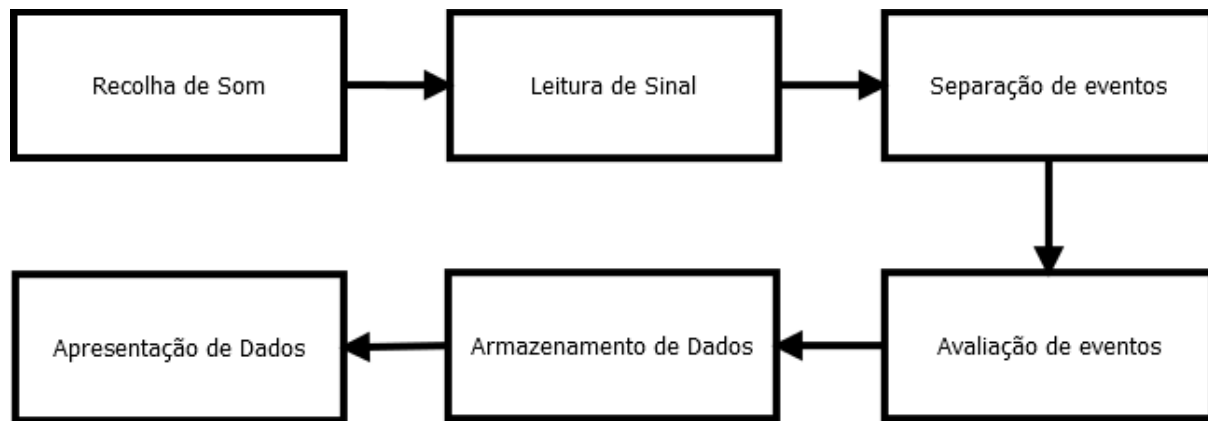 Recolha de Som
Leitura de Sinal
Separação de eventos
Avaliação de eventos
Armazenamento de Dados
Apresentação de Dados